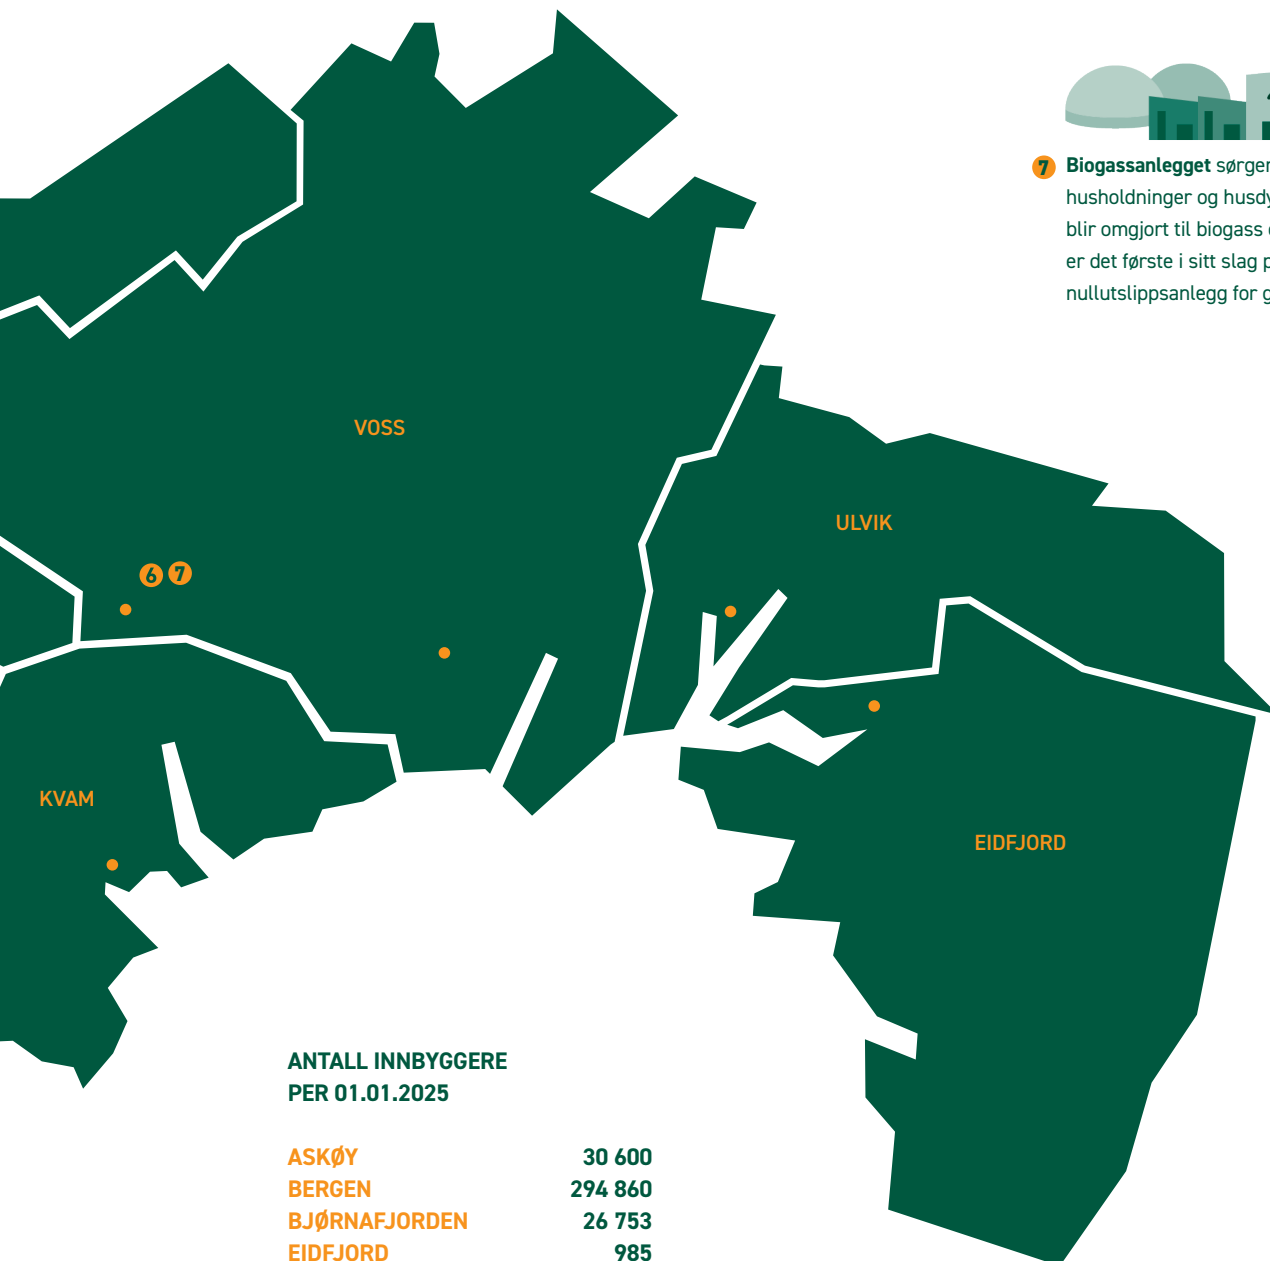 7 Biogassanlegget sørger
husholdninger og husdy
blir omgjort til biogass
er det første i sitt slag p
nullutslippsanlegg for g
VOSS
ULVIK
6 7
KVAM
EIDFJORD
ANTALL INNBYGGERE
PER 01.01.2025
ASKØY 30 600
BERGEN 294 860
BJØRNAFJORDEN 26 753
EIDFJORD 985